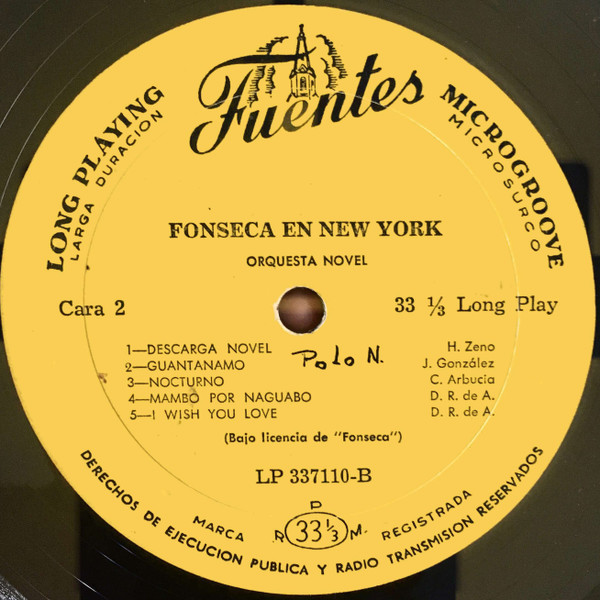 Fuentes
LONG PLAYING
LARGA DURACION
MICROGROOVE
MICROSURCO
FONSECA EN NEW YORK
ORQUESTA NOVEL
Cara 2
33 ⅓ Long Play
1—DESCARGA NOVEL H. Zeno
2—GUANTANAMO J. González
3—NOCTURNO C. Arbucia
4—MAMBO POR NAGUABO D. R. de A.
5—I WISH YOU LOVE D. R. de A.
Polo N.
(Bajo licencia de "Fonseca")
LP 337110-B
MARCA REGISTRADA
R P M.
33 ⅓
DERECHOS DE EJECUCION PUBLICA Y RADIO TRANSMISION RESERVADOS